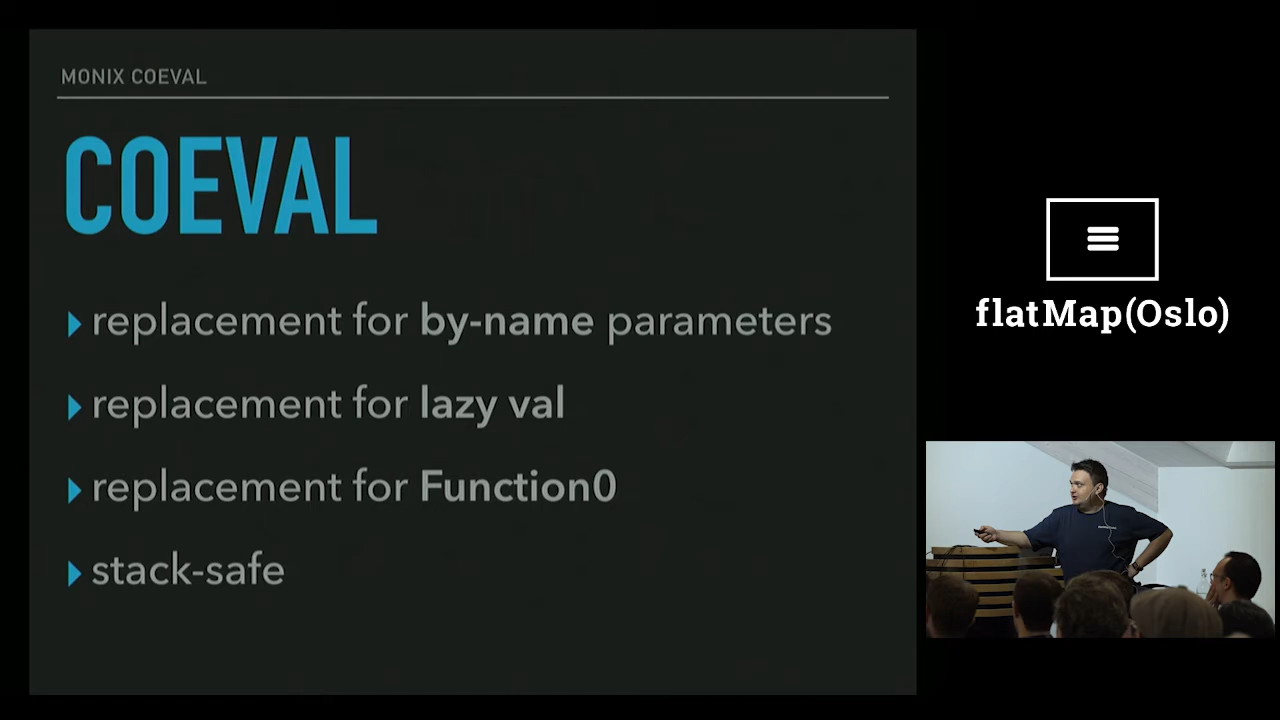 MONIX COEVAL
COEVAL
replacement for by-name parameters
replacement for lazy val
replacement for Function0
stack-safe
flatMap(Oslo)